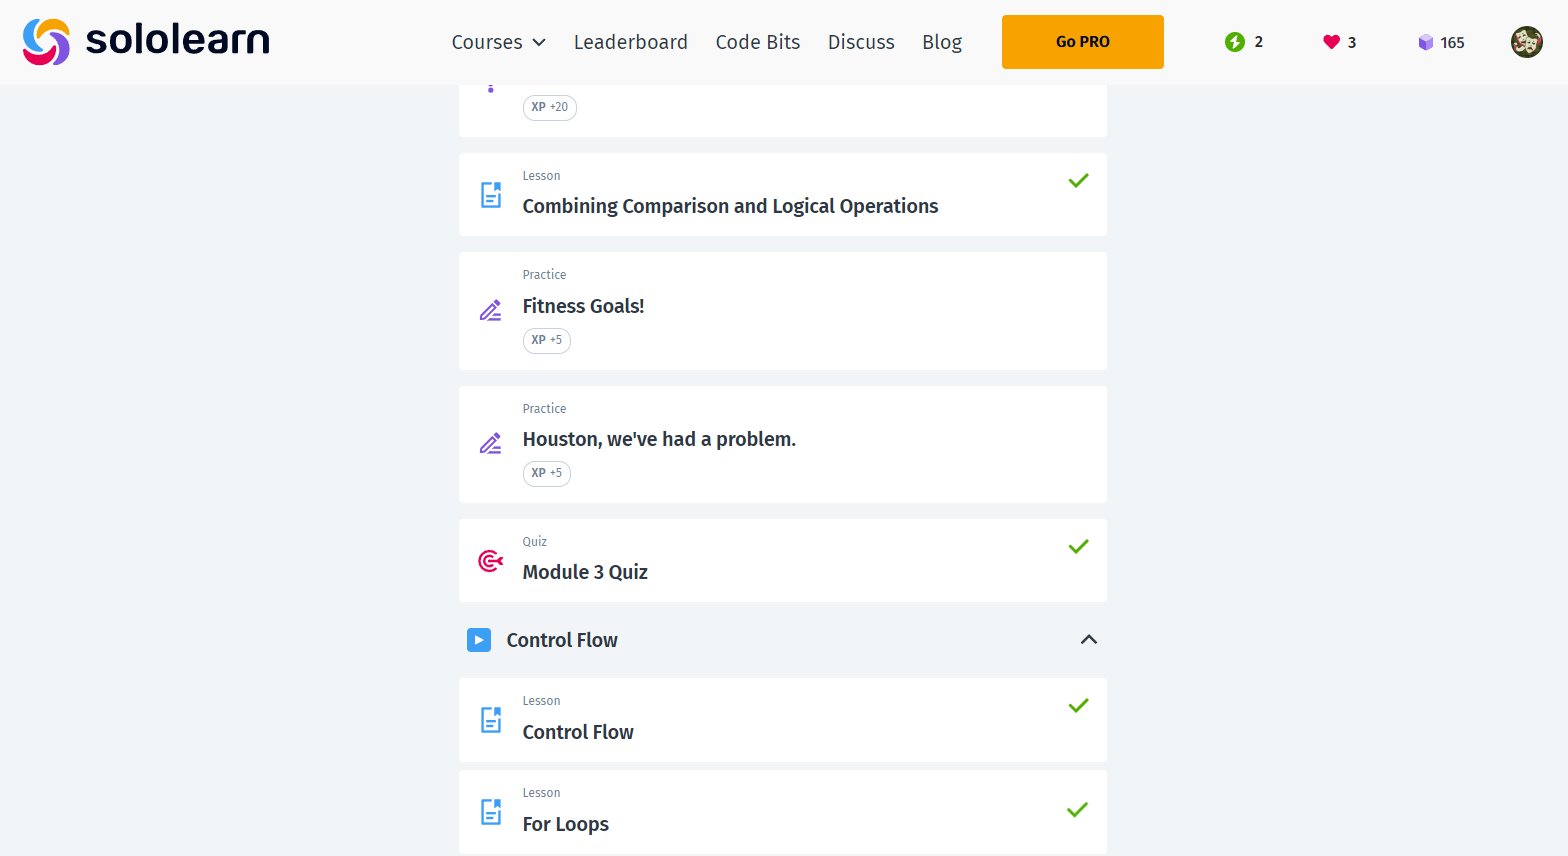 sololearn
Courses Leaderboard Code Bits Discuss Blog Go PRO 2 3 165
XP +20
Lesson
Combining Comparison and Logical Operations
Practice
Fitness Goals!
XP +5
Practice
Houston, we've had a problem.
XP +5
Quiz
Module 3 Quiz
Control Flow
Lesson
Control Flow
Lesson
For Loops